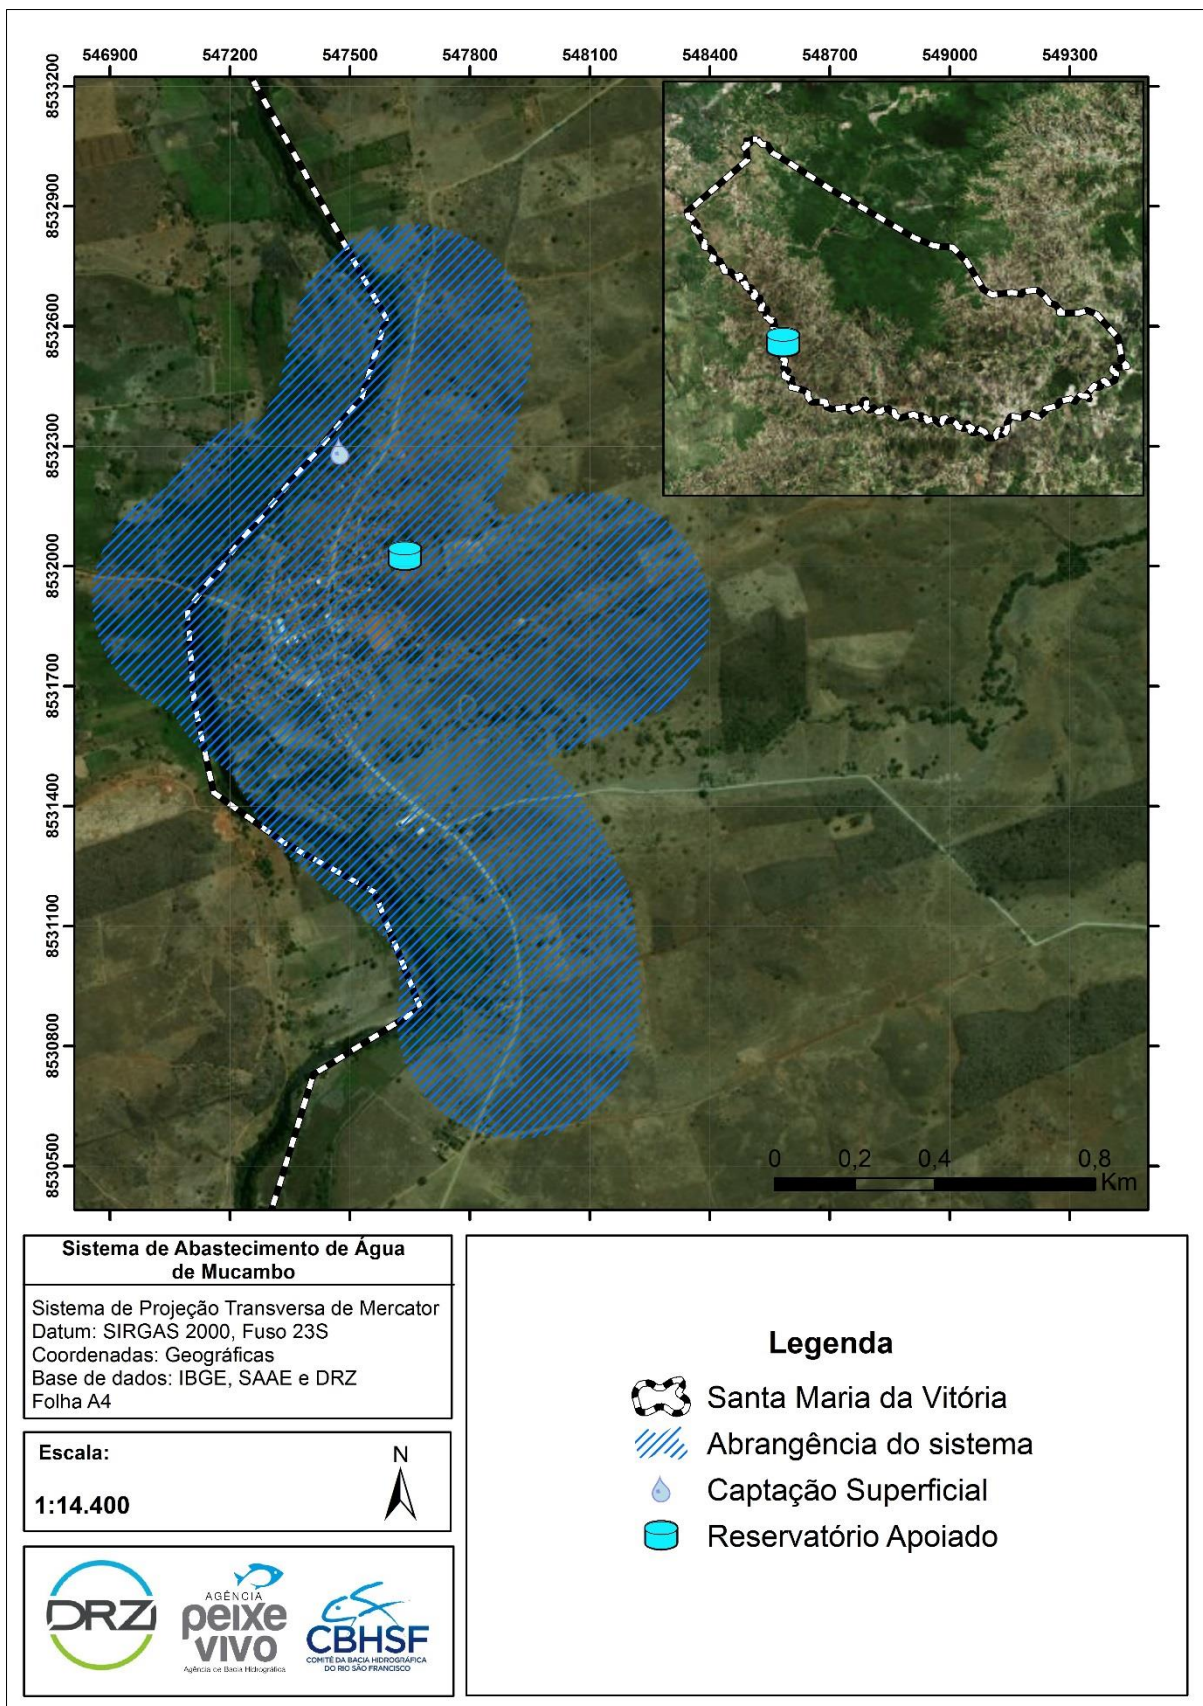 546900 547200 547500 547800 548100 548400 548700 549000 549300
8533200
8532900
8532600
8532300
8532000
8531700
8531400
8531100
8530800
8530500
0 0,2 0,4 0,8
Km
Sistema de Abastecimento de Água
de Mucambo
Sistema de Projeção Transversa de Mercator
Datum: SIRGAS 2000, Fuso 23S
Coordenadas: Geográficas
Base de dados: IBGE, SAAE e DRZ
Folha A4
Escala:
N
1:14.400
DRZ
AGÊNCIA
peixe
vivo
Agência de Bacia Hidrográfica
CBHSF
COMITÊ DA BACIA HIDROGRÁFICA
DO RIO SÃO FRANCISCO
Legenda
Santa Maria da Vitória
Abrangência do sistema
Captação Superficial
Reservatório Apoiado